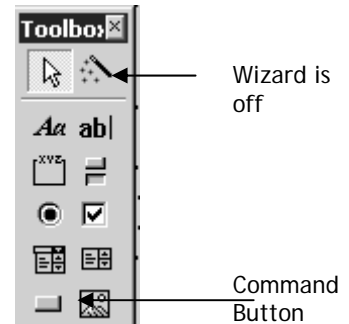 Toolbox
Wizard is
off
Aa ab|
XYZ
Command
Button